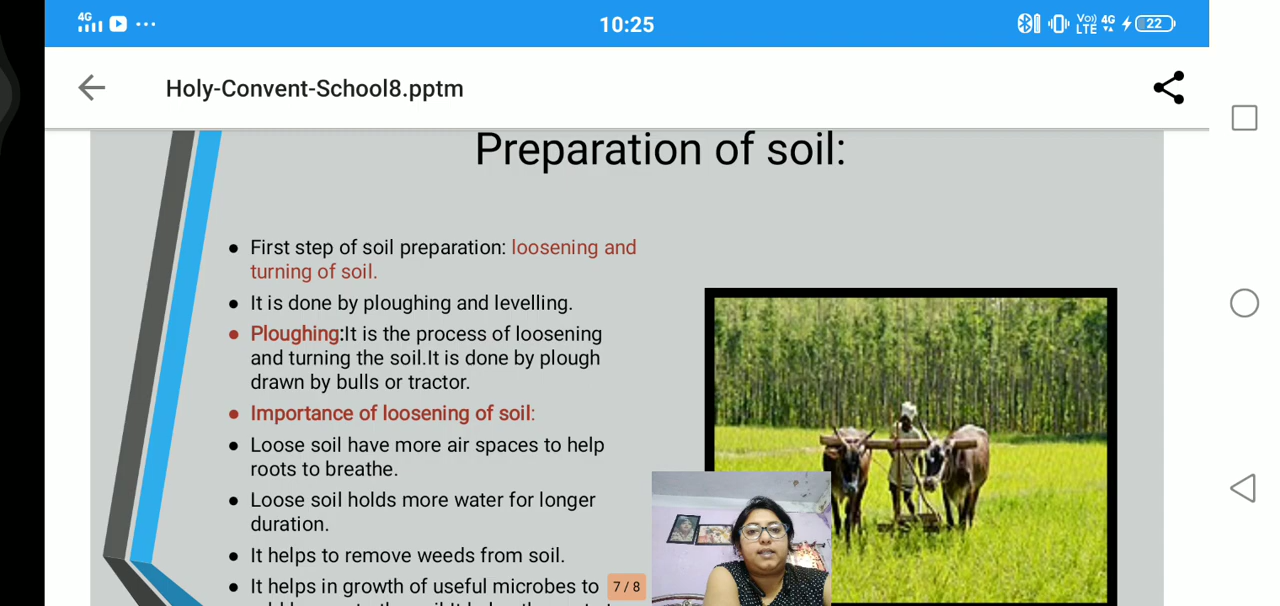 4G
10:25
Vo)) 4G
LTE
22
Holy-Convent-School8.pptm
Preparation of soil:
First step of soil preparation: loosening and
turning of soil.
It is done by ploughing and levelling.
Ploughing:It is the process of loosening
and turning the soil.It is done by plough
drawn by bulls or tractor.
Importance of loosening of soil:
Loose soil have more air spaces to help
roots to breathe.
Loose soil holds more water for longer
duration.
It helps to remove weeds from soil.
It helps in growth of useful microbes to
7 / 8